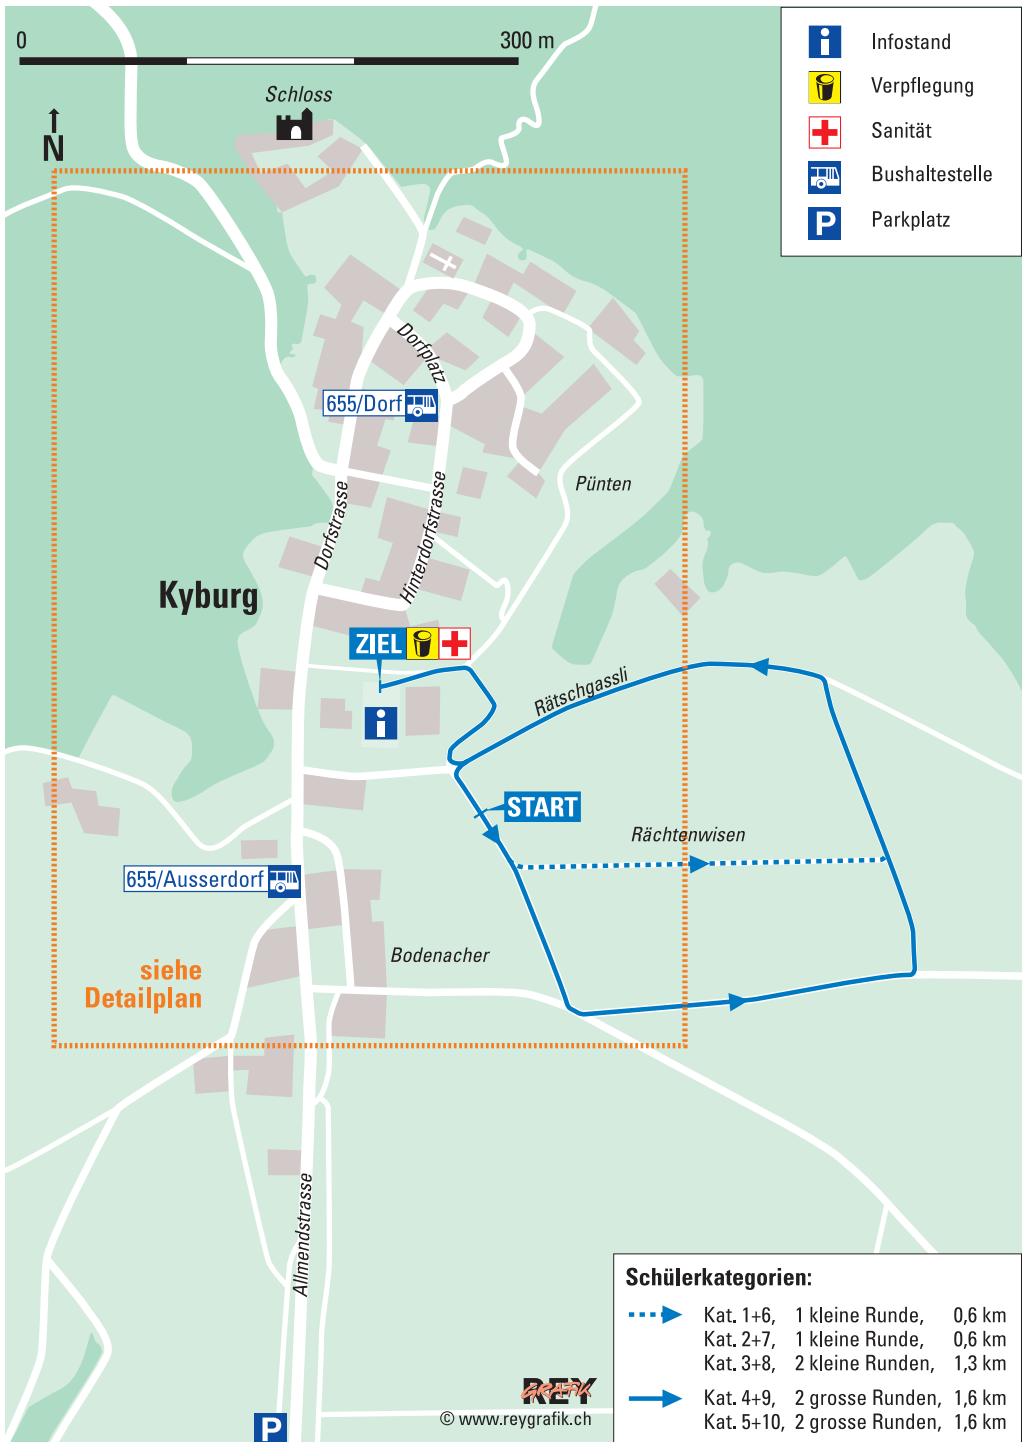 0 300 m
Infostand
Verpflegung
Sanität
Bushaltestelle
P Parkplatz
Schloss
N
Dorfplatz
655/Dorf
Pünten
Dorfstrasse
Hinterdorfstrasse
Kyburg
ZIEL
Rätschgassli
START
Rächtenwisen
655/Ausserdorf
Bodenacher
siehe
Detailplan
Allmendstrasse
P
REY
GRAFIK
© www.reygrafik.ch
Schülerkategorien:
Kat. 1+6, 1 kleine Runde, 0,6 km
Kat. 2+7, 1 kleine Runde, 0,6 km
Kat. 3+8, 2 kleine Runden, 1,3 km
Kat. 4+9, 2 grosse Runden, 1,6 km
Kat. 5+10, 2 grosse Runden, 1,6 km